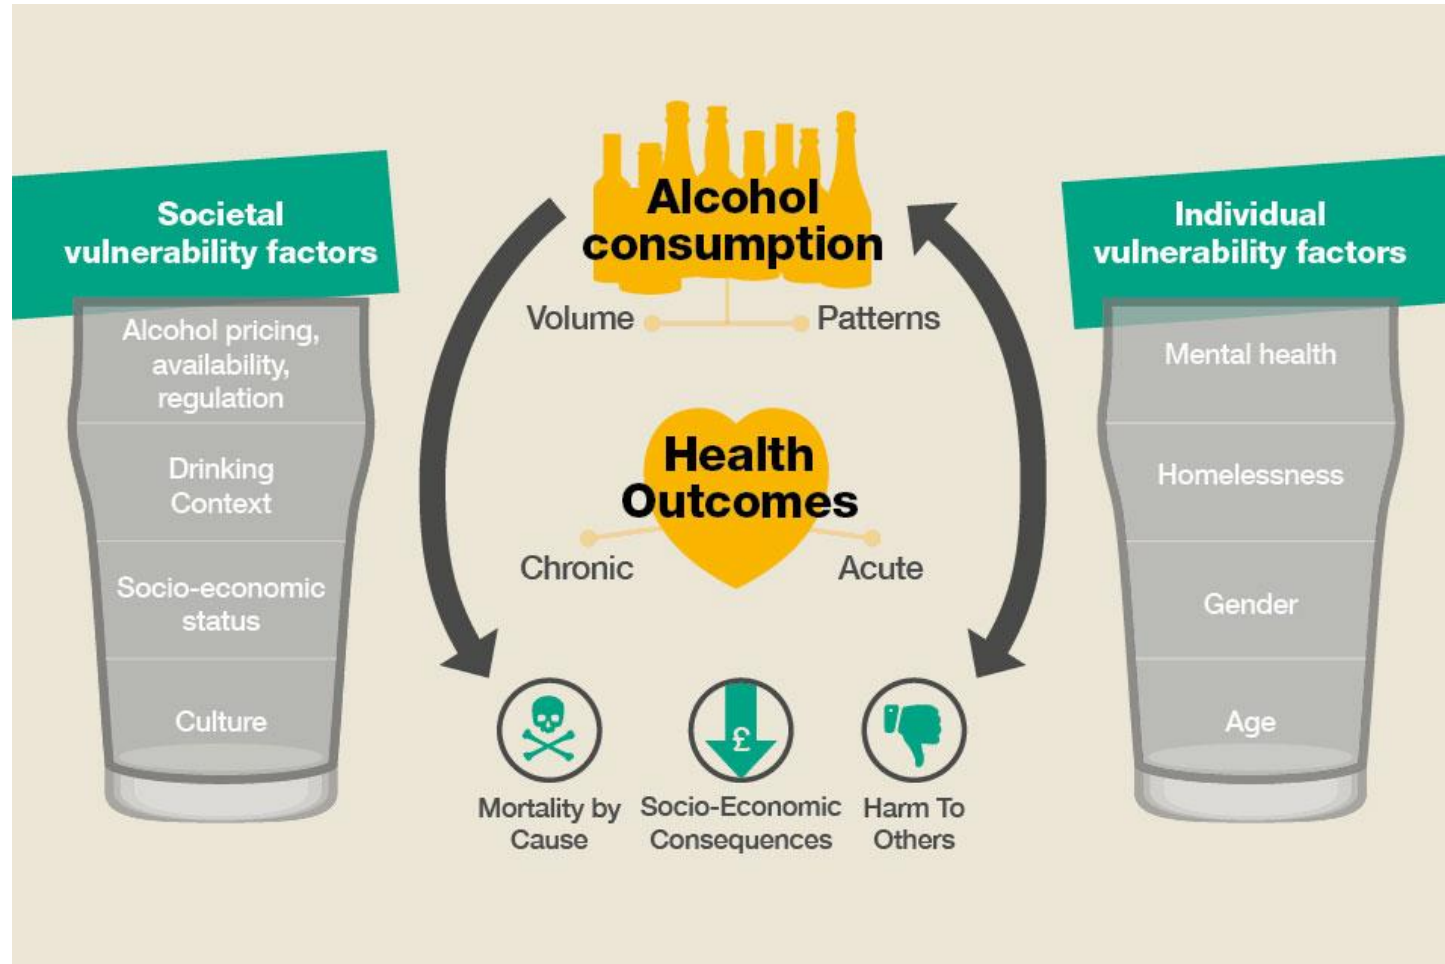 Societal
vulnerability factors
Alcohol pricing,
availability,
regulation
Drinking
Context
Socio-economic
status
Culture
Alcohol
consumption
Volume
Patterns
Health
Outcomes
Chronic
Acute
Mortality by
Cause
£
Socio-Economic
Consequences
Harm To
Others
Individual
vulnerability factors
Mental health
Homelessness
Gender
Age